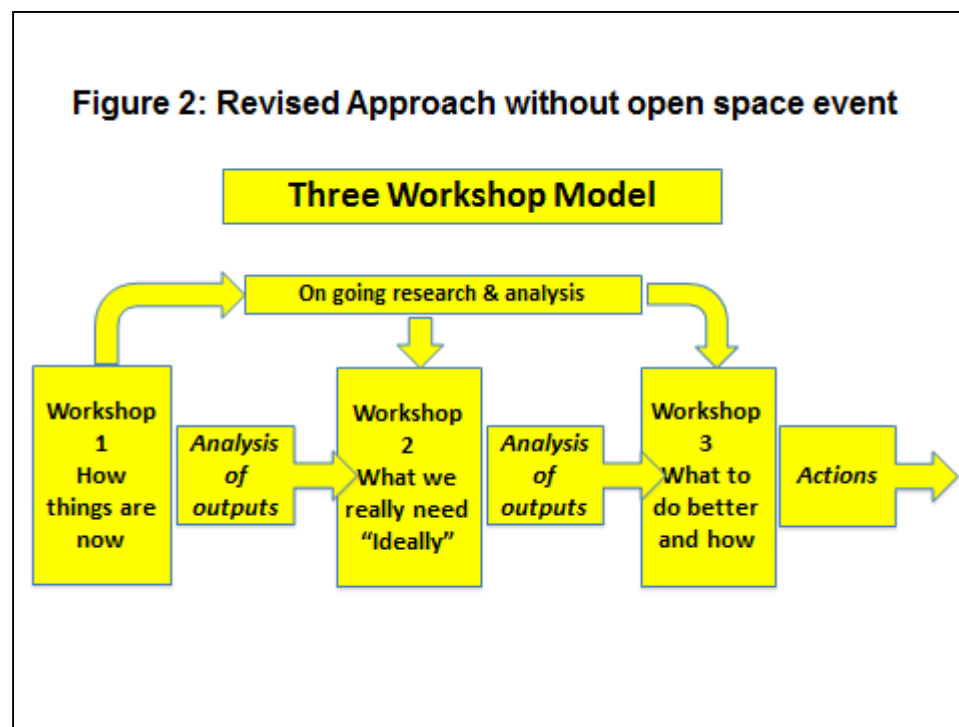 Figure 2: Revised Approach without open space event
Three Workshop Model
On going research & analysis
Workshop
1
How
things are
now
Analysis
of
outputs
Workshop
2
What we
really need
“Ideally”
Analysis
of
outputs
Workshop
3
What to
do better
and how
Actions